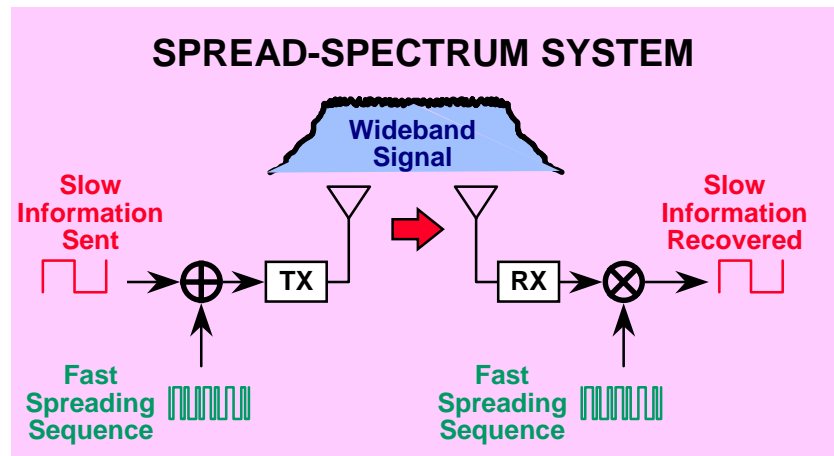 SPREAD-SPECTRUM SYSTEM
Wideband
Signal
Slow
Information
Sent
TX
RX
Slow
Information
Recovered
Fast
Spreading
Sequence
Fast
Spreading
Sequence